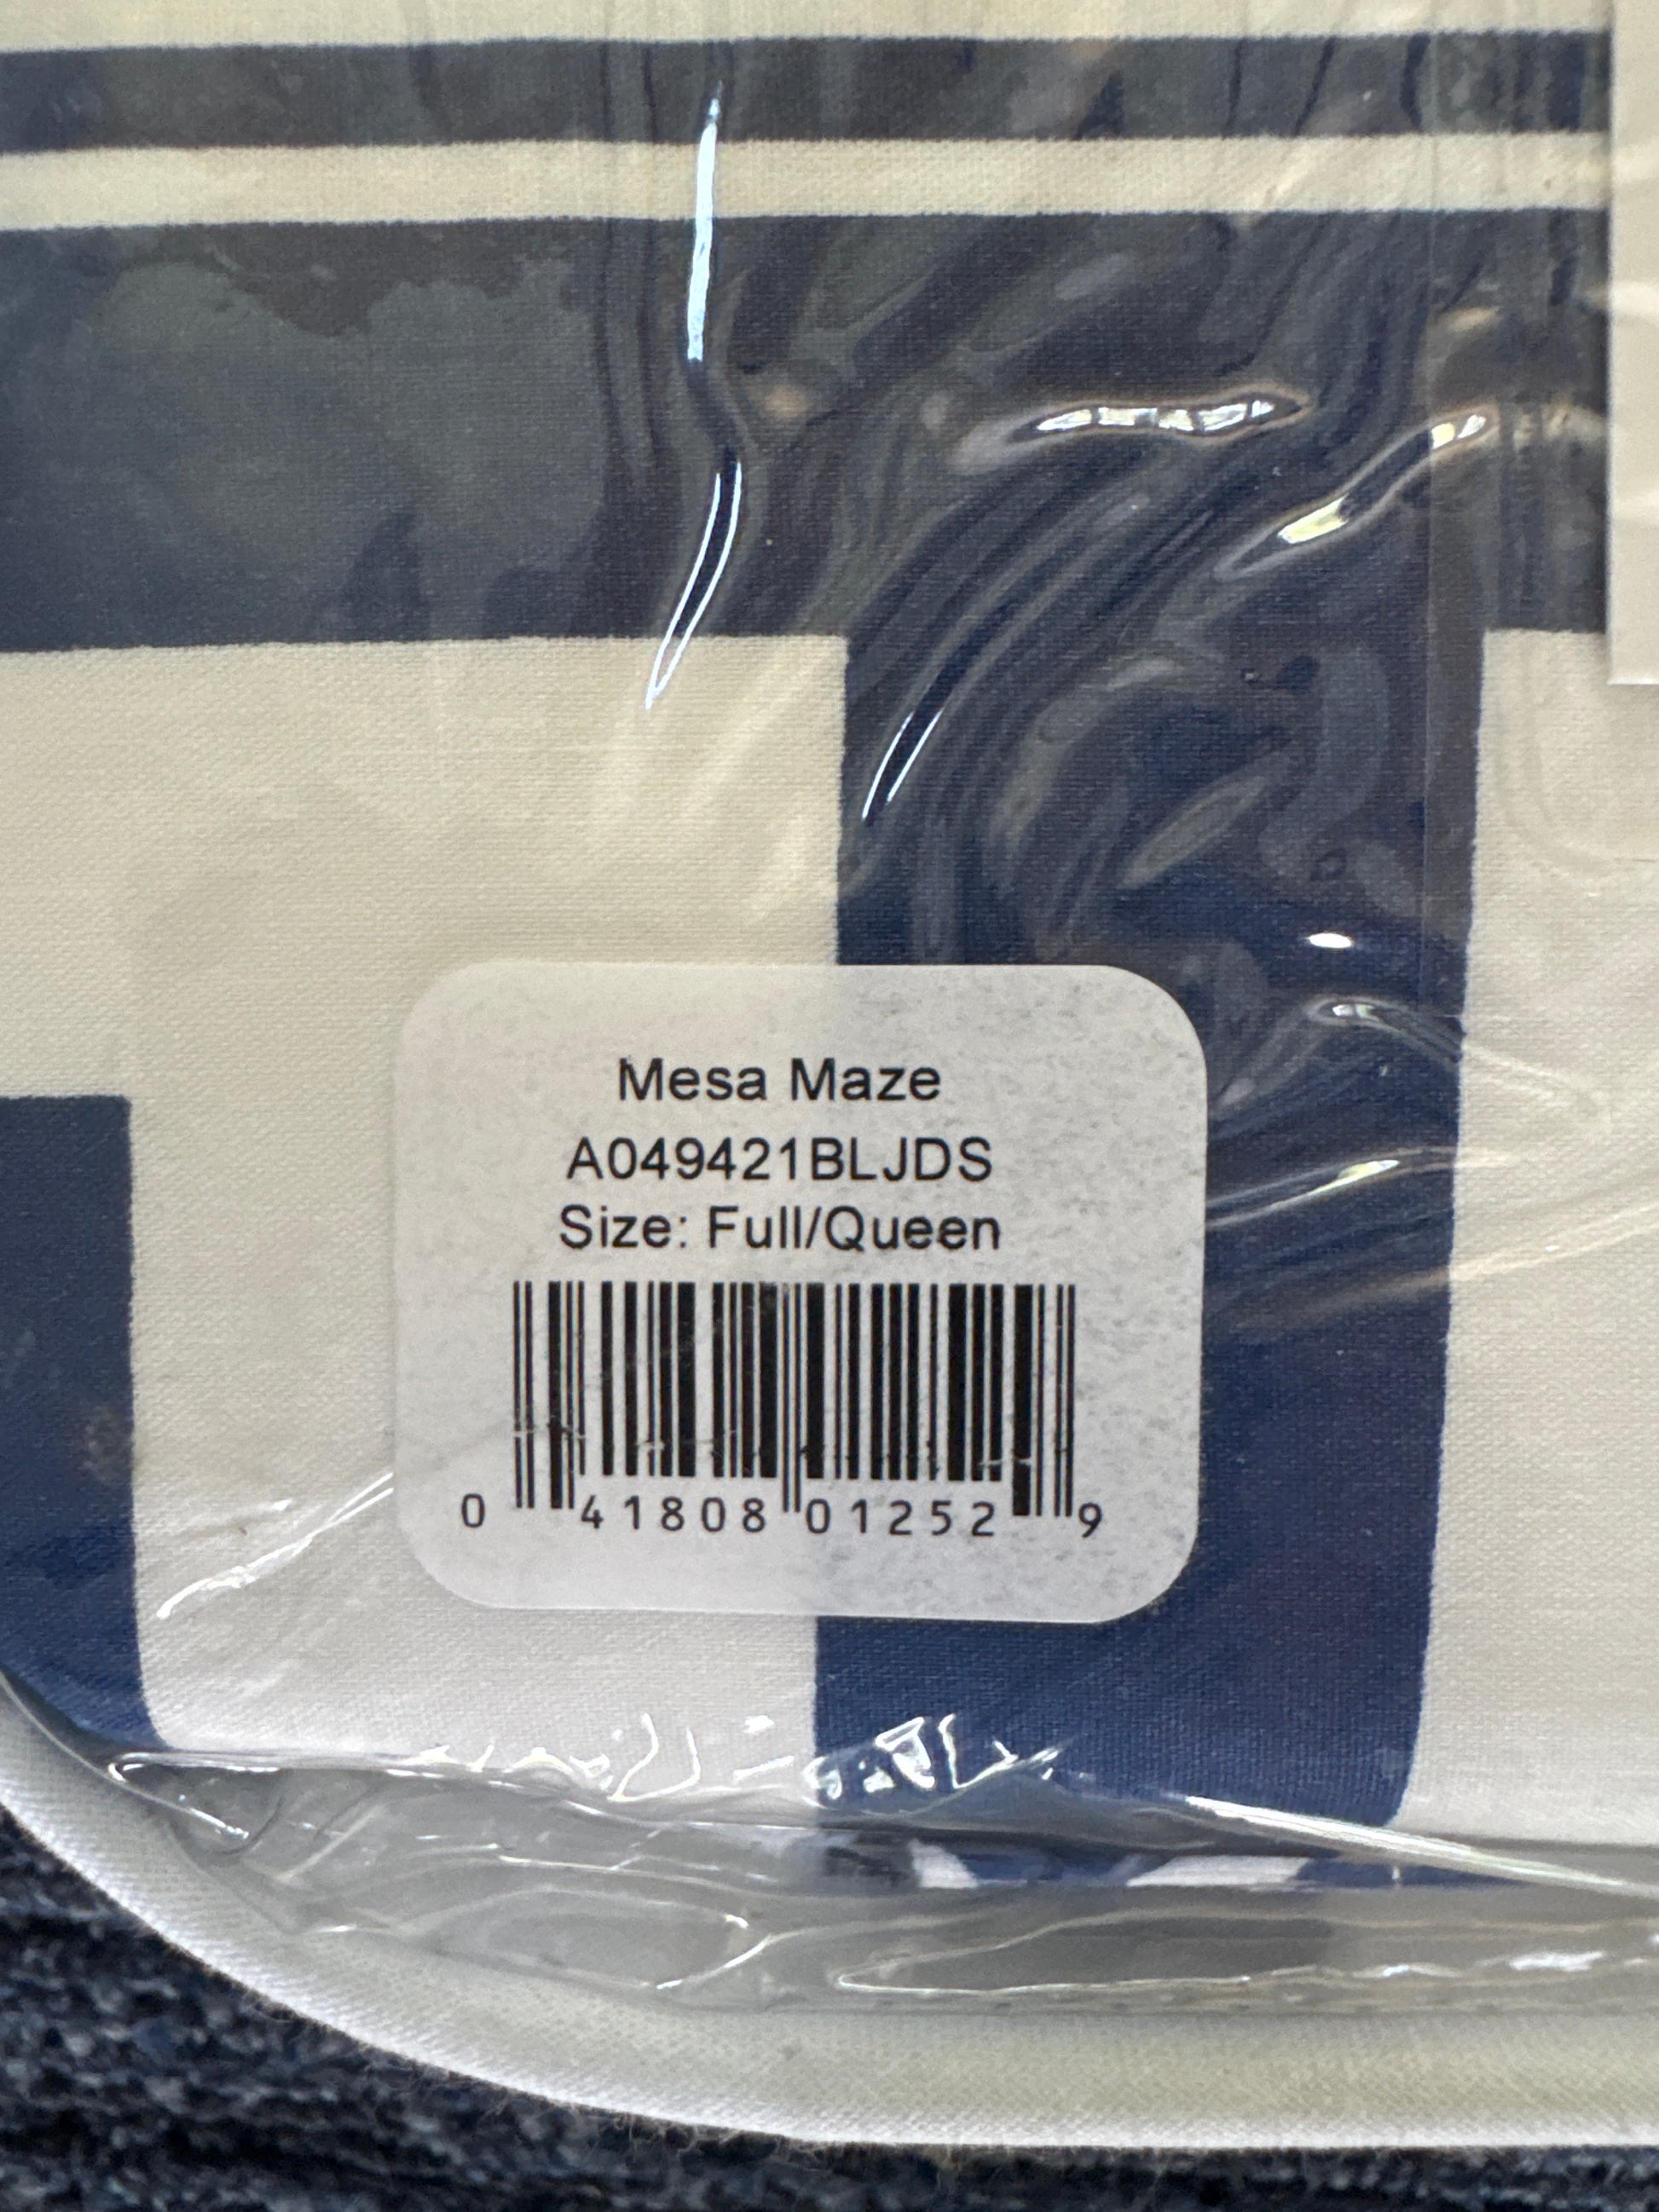 Mesa Maze
A049421BLJDS
Size: Full/Queen
0 41808 01252 9